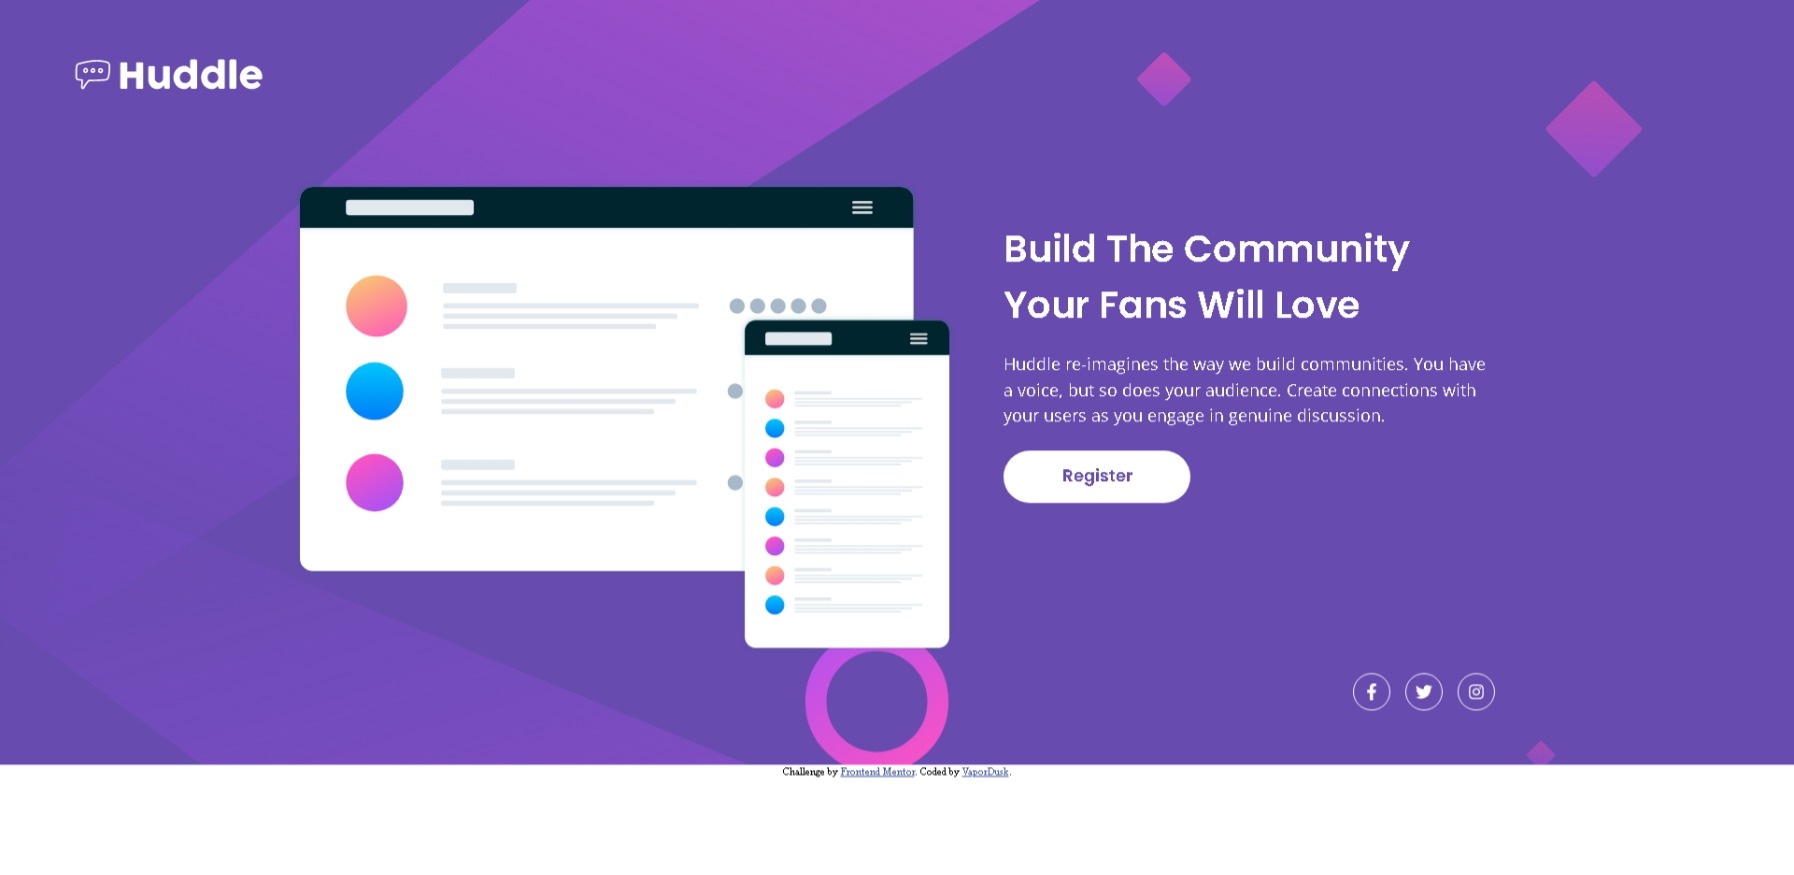 Huddle
Build The Community
Your Fans Will Love
Huddle re-imagines the way we build communities. You have
a voice, but so does your audience. Create connections with
your users as you engage in genuine discussion.
Register
Challenge by Frontend Mentor. Coded by VaporDusk.